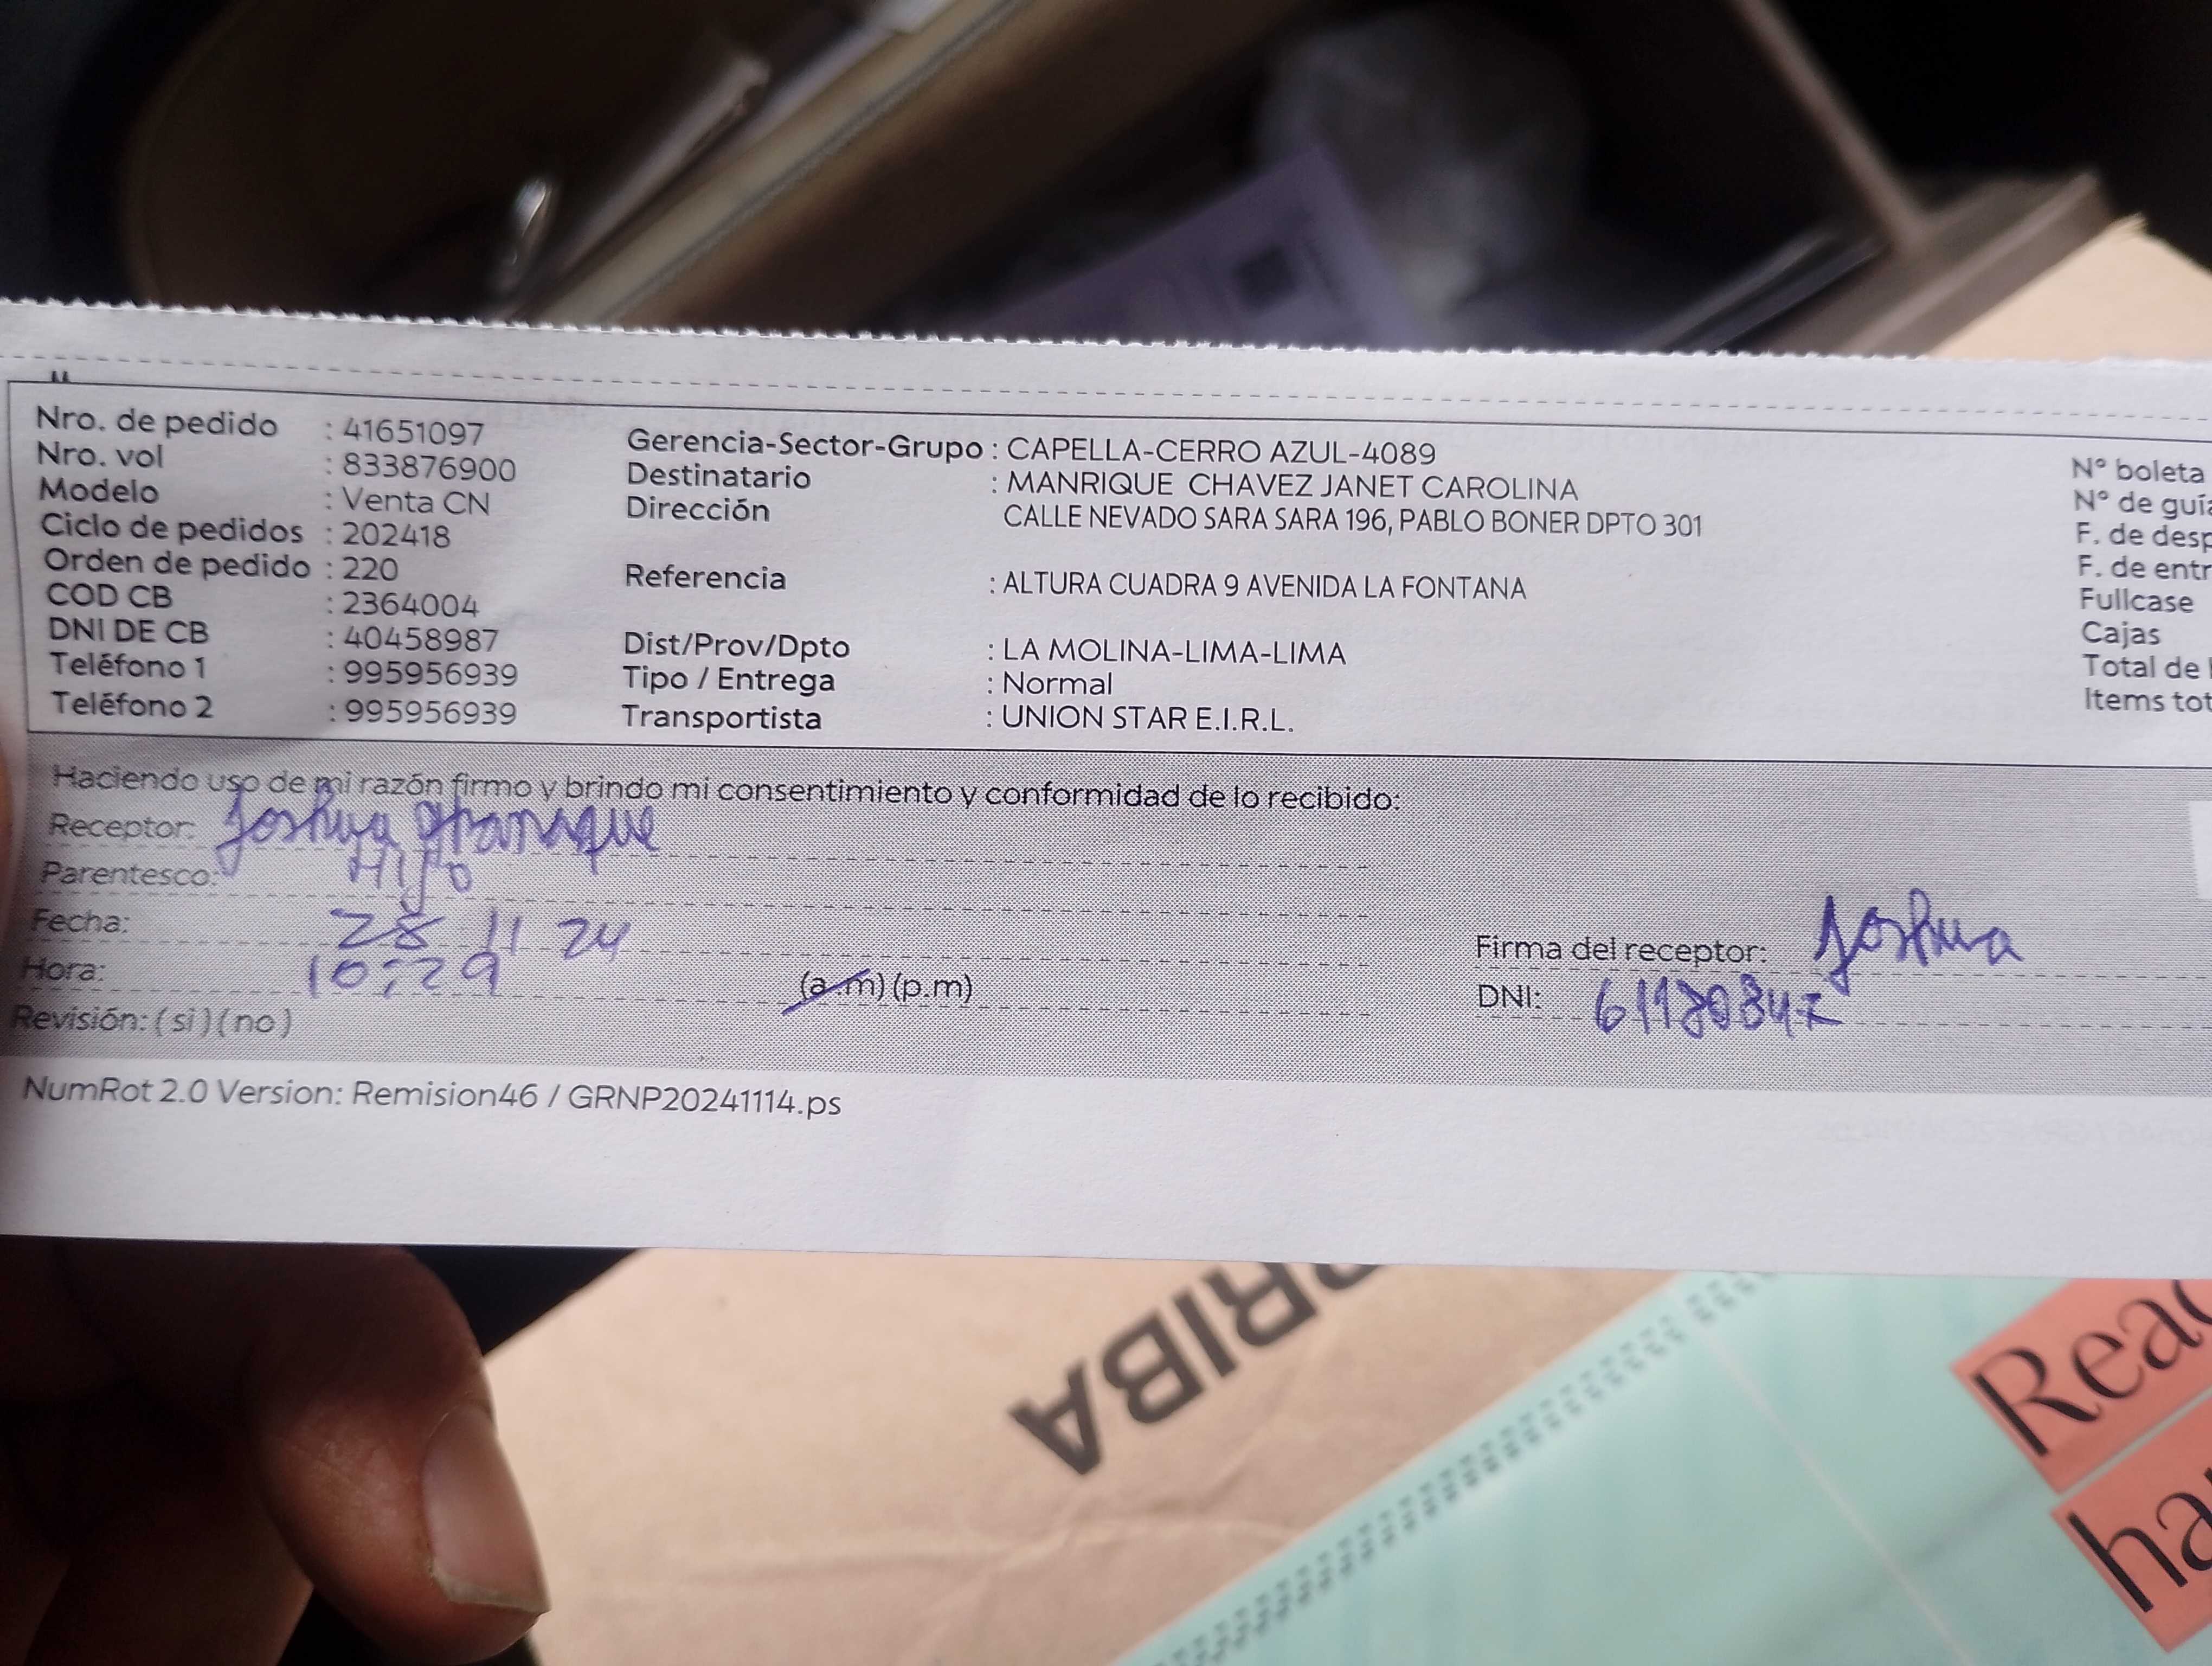 Nro. de pedido : 41651097
Nro. vol : 833876900
Modelo : Venta CN
Ciclo de pedidos : 202418
Orden de pedido : 220
COD CB : 2364004
DNI DE CB : 40458987
Teléfono 1 : 995956939
Teléfono 2 : 995956939
Gerencia-Sector-Grupo : CAPELLA-CERRO AZUL-4089
Destinatario : MANRIQUE CHAVEZ JANET CAROLINA
Dirección CALLE NEVADO SARA SARA 196, PABLO BONER DPTO 301
Referencia : ALTURA CUADRA 9 AVENIDA LA FONTANA
Dist/Prov/Dpto : LA MOLINA-LIMA-LIMA
Tipo / Entrega : Normal
Transportista : UNION STAR E.I.R.L.
N° boleta
N° de guía
F. de desp
F. de entr
Fullcase
Cajas
Total de
Items tot
Haciendo uso de mi razón firmo y brindo mi consentimiento y conformidad de lo recibido:
Receptor: Joshua
Parentesco: Hijo
Fecha: 28 11 24
Hora: 10:29 (a.m)(p.m)
Revisión: (si)(no)
Firma del receptor: Joshua
DNI:
NumRot 2.0 Version: Remision46 / GRNP20241114.ps
RRIBA
Read
ha